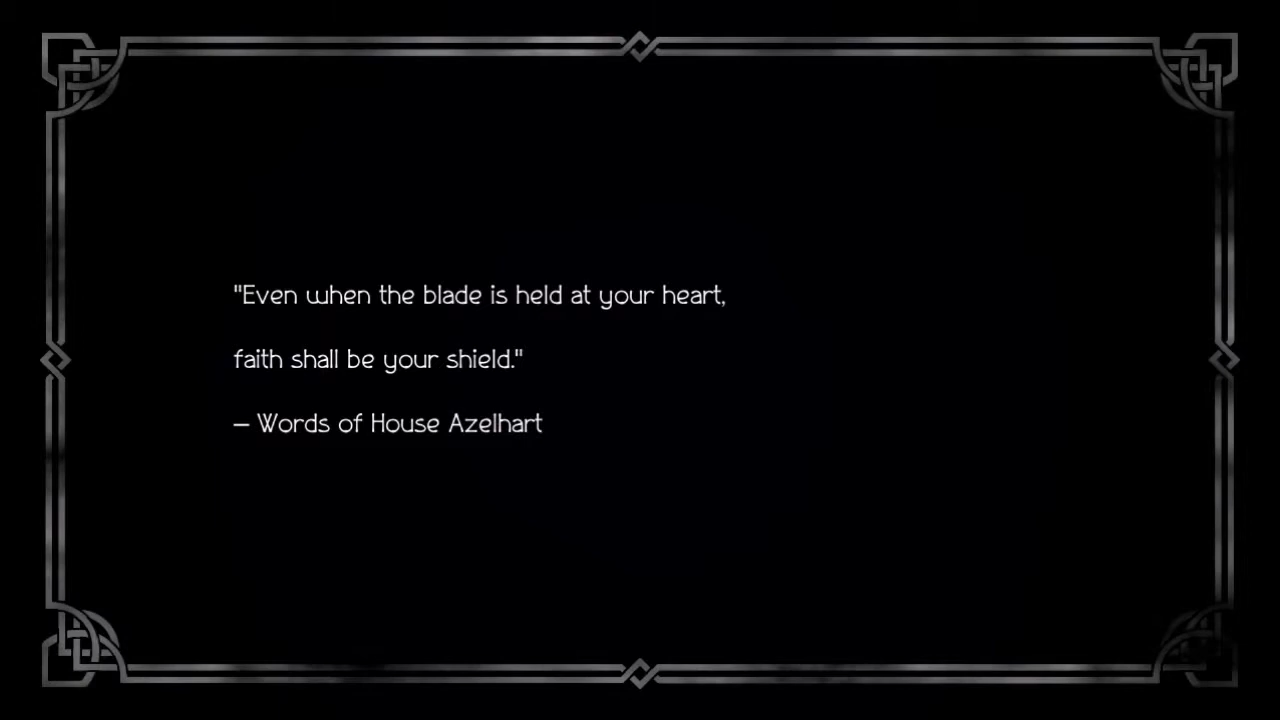 "Even when the blade is held at your heart,
faith shall be your shield."
— Words of House Azelhart